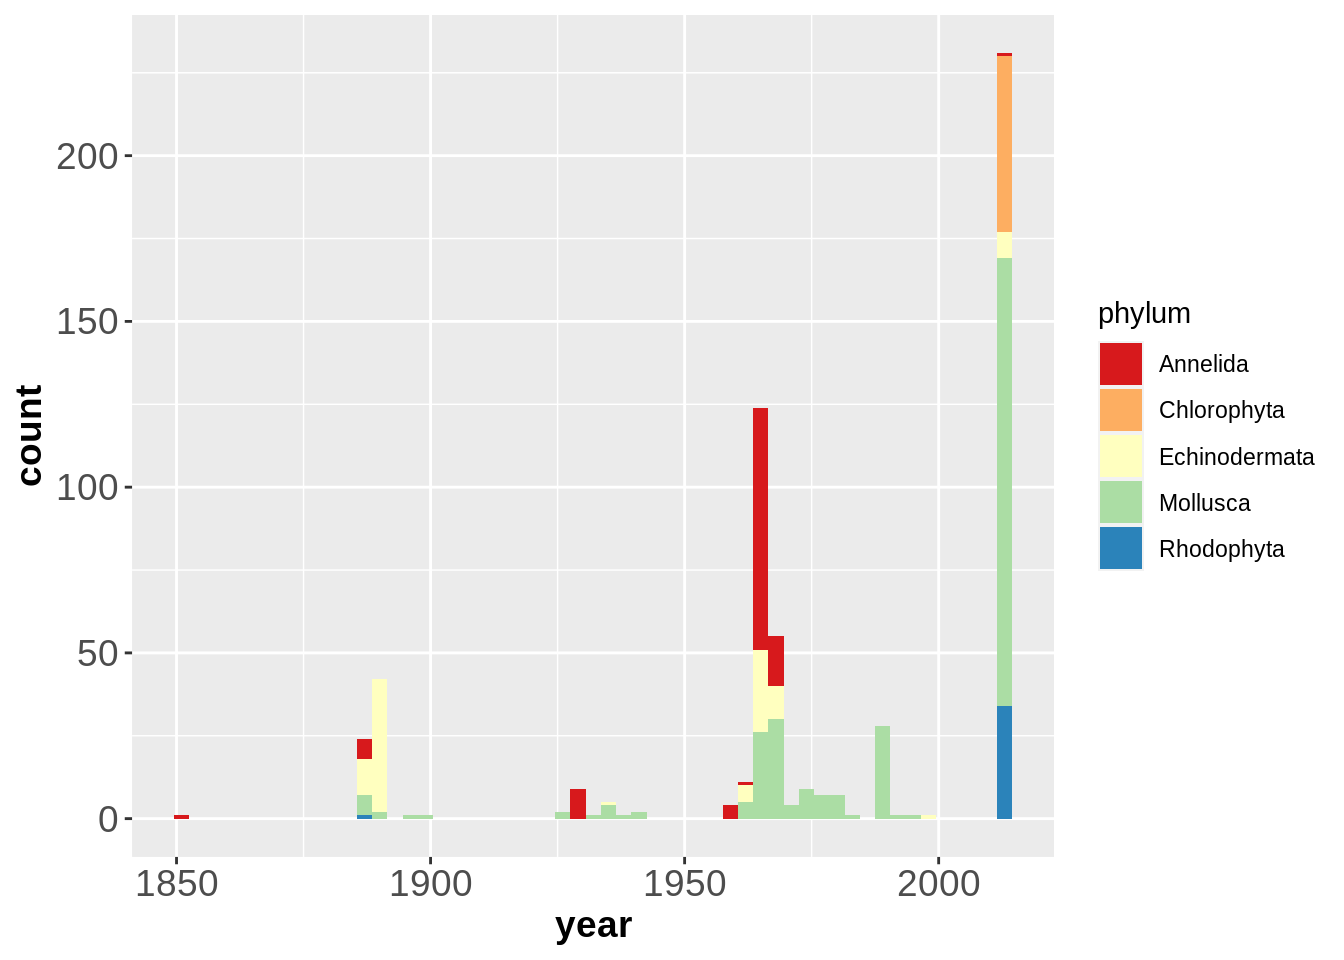 200
150
100
50
0
count
1850 1900 1950 2000
year
phylum
Annelida
Chlorophyta
Echinodermata
Mollusca
Rhodophyta